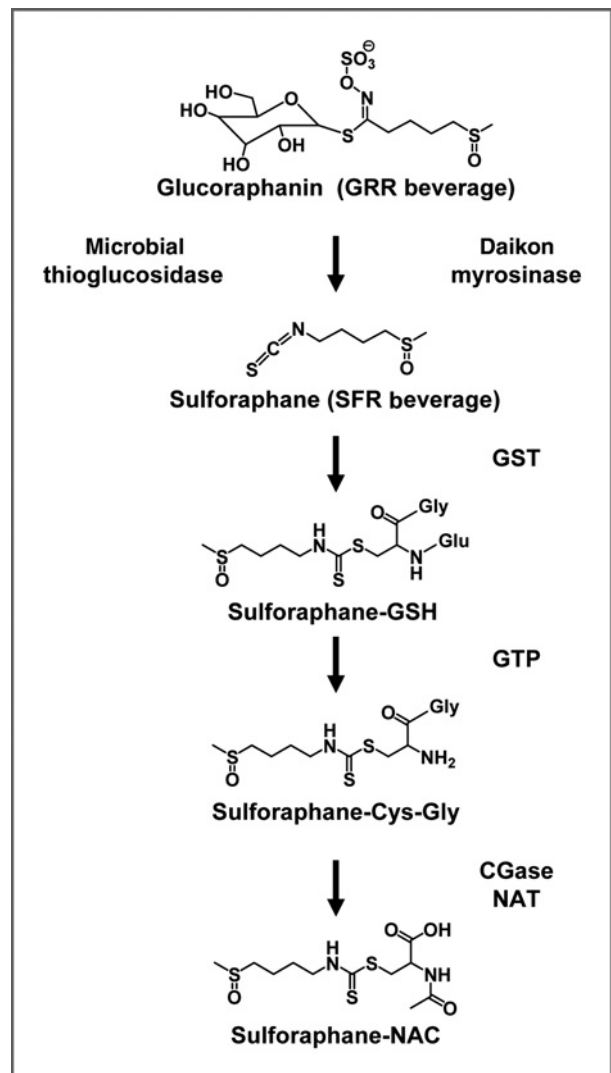 SO₃
⊖
O
N
HO
O
HO
S
S
O
HO
OH
OH
Glucoraphanin (GRR beverage)
Microbial
thioglucosidase
Daikon
myrosinase
N
C
S
S
O
Sulforaphane (SFR beverage)
GST
Gly
O
H
N
S
Glu
S
N
H
O
S
Sulforaphane-GSH
GTP
Gly
O
H
N
S
S
NH₂
O
S
Sulforaphane-Cys-Gly
CGase
NAT
O
OH
H
N
S
S
NH
O
S
O
Sulforaphane-NAC